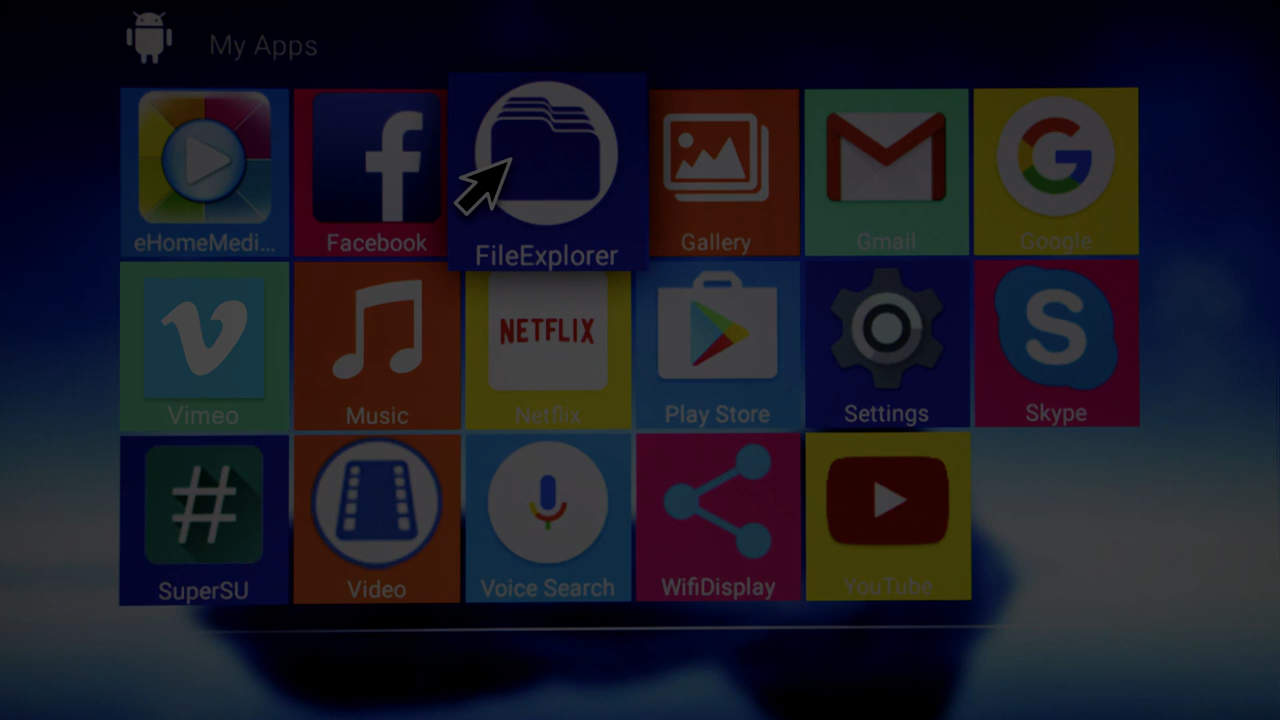 My Apps
eHomeMedi...
Facebook
FileExplorer
Gallery
Gmail
Google
Vimeo
Music
NETFLIX
Netflix
Play Store
Settings
Skype
SuperSU
Video
Voice Search
WifiDisplay
YouTube